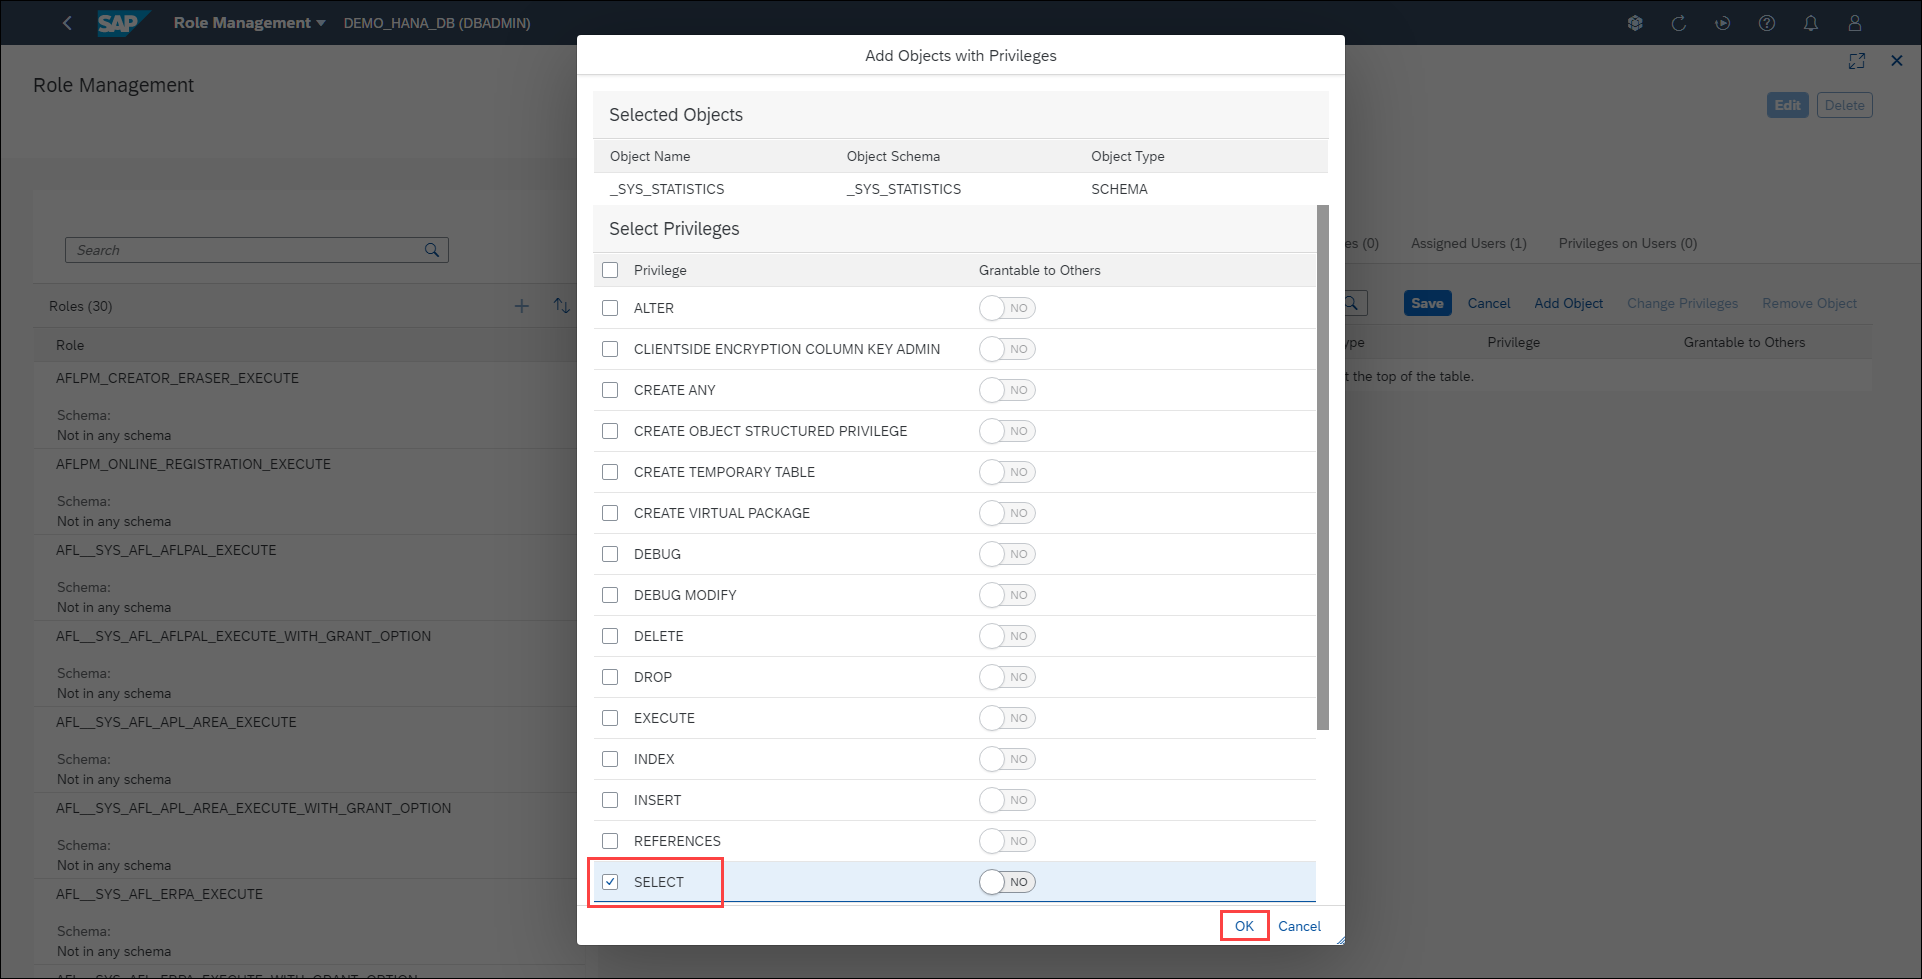 SAP Role Management DEMO_HANA_DB (DBADMIN)
Role Management
Edit Delete
Search
Roles (30)
Role
AFLPM_CREATOR_ERASER_EXECUTE
Schema:
Not in any schema
AFLPM_ONLINE_REGISTRATION_EXECUTE
Schema:
Not in any schema
AFL__SYS_AFL_AFLPAL_EXECUTE
Schema:
Not in any schema
AFL__SYS_AFL_AFLPAL_EXECUTE_WITH_GRANT_OPTION
Schema:
Not in any schema
AFL__SYS_AFL_APL_AREA_EXECUTE
Schema:
Not in any schema
AFL__SYS_AFL_APL_AREA_EXECUTE_WITH_GRANT_OPTION
Schema:
Not in any schema
AFL__SYS_AFL_ERPA_EXECUTE
Schema:
Not in any schema
AFL__SYS_AFL_ERPA_EXECUTE_WITH_GRANT_OPTION
Add Objects with Privileges
Selected Objects
Object Name Object Schema Object Type
_SYS_STATISTICS _SYS_STATISTICS SCHEMA
Select Privileges
Privilege Grantable to Others
ALTER NO
CLIENTSIDE ENCRYPTION COLUMN KEY ADMIN NO
CREATE ANY NO
CREATE OBJECT STRUCTURED PRIVILEGE NO
CREATE TEMPORARY TABLE NO
CREATE VIRTUAL PACKAGE NO
DEBUG NO
DEBUG MODIFY NO
DELETE NO
DROP NO
EXECUTE NO
INDEX NO
INSERT NO
REFERENCES NO
SELECT NO
OK Cancel
es (0) Assigned Users (1) Privileges on Users (0)
Save Cancel Add Object Change Privileges Remove Object
ype Privilege Grantable to Others
t the top of the table.